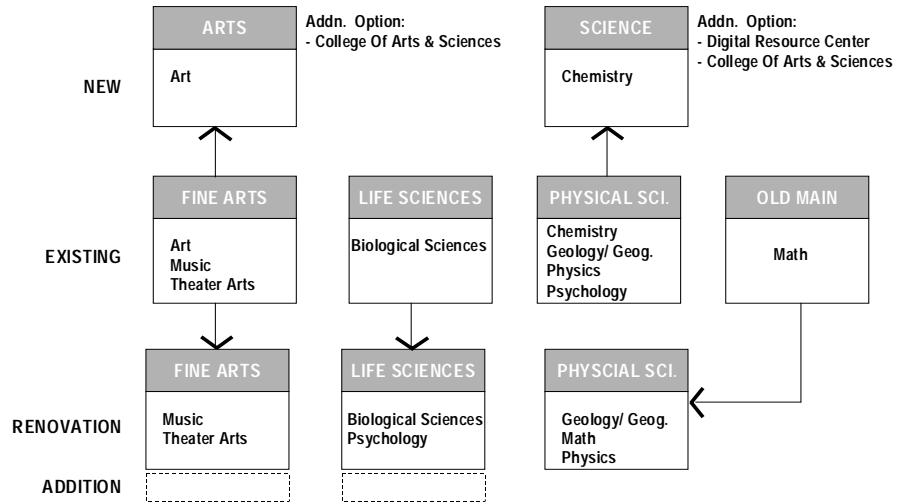 ARTS
Addn. Option:
- College Of Arts & Sciences
SCIENCE
Addn. Option:
- Digital Resource Center
- College Of Arts & Sciences
NEW
Art
Chemistry
FINE ARTS
LIFE SCIENCES
PHYSICAL SCI.
OLD MAIN
EXISTING
Art
Music
Theater Arts
Biological Sciences
Chemistry
Geology/ Geog.
Physics
Psychology
Math
FINE ARTS
LIFE SCIENCES
PHYSCIAL SCI.
RENOVATION
Music
Theater Arts
Biological Sciences
Psychology
Geology/ Geog.
Math
Physics
ADDITION